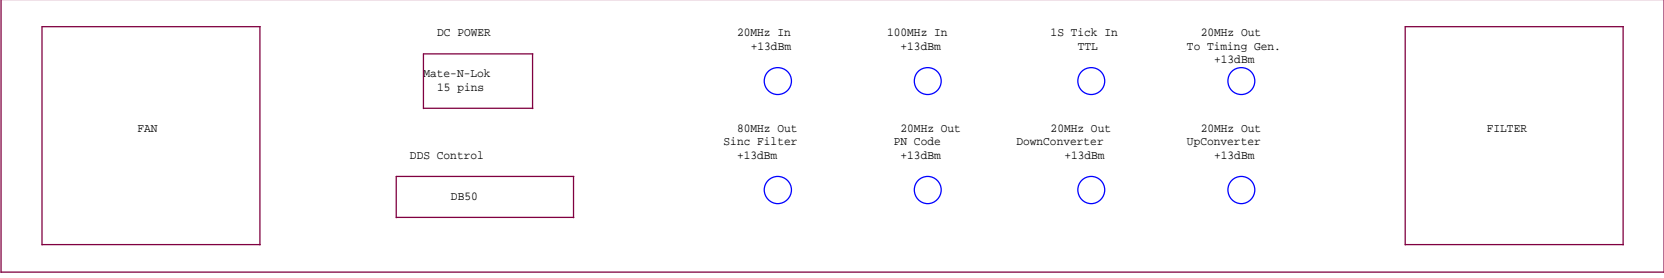 DC POWER
Mate-N-Lok
15 pins
20MHz In
+13dBm
100MHz In
+13dBm
1S Tick In
TTL
20MHz Out
To Timing Gen.
+13dBm
FAN
DDS Control
DB50
80MHz Out
Sinc Filter
+13dBm
20MHz Out
PN Code
+13dBm
20MHz Out
DownConverter
+13dBm
20MHz Out
UpConverter
+13dBm
FILTER